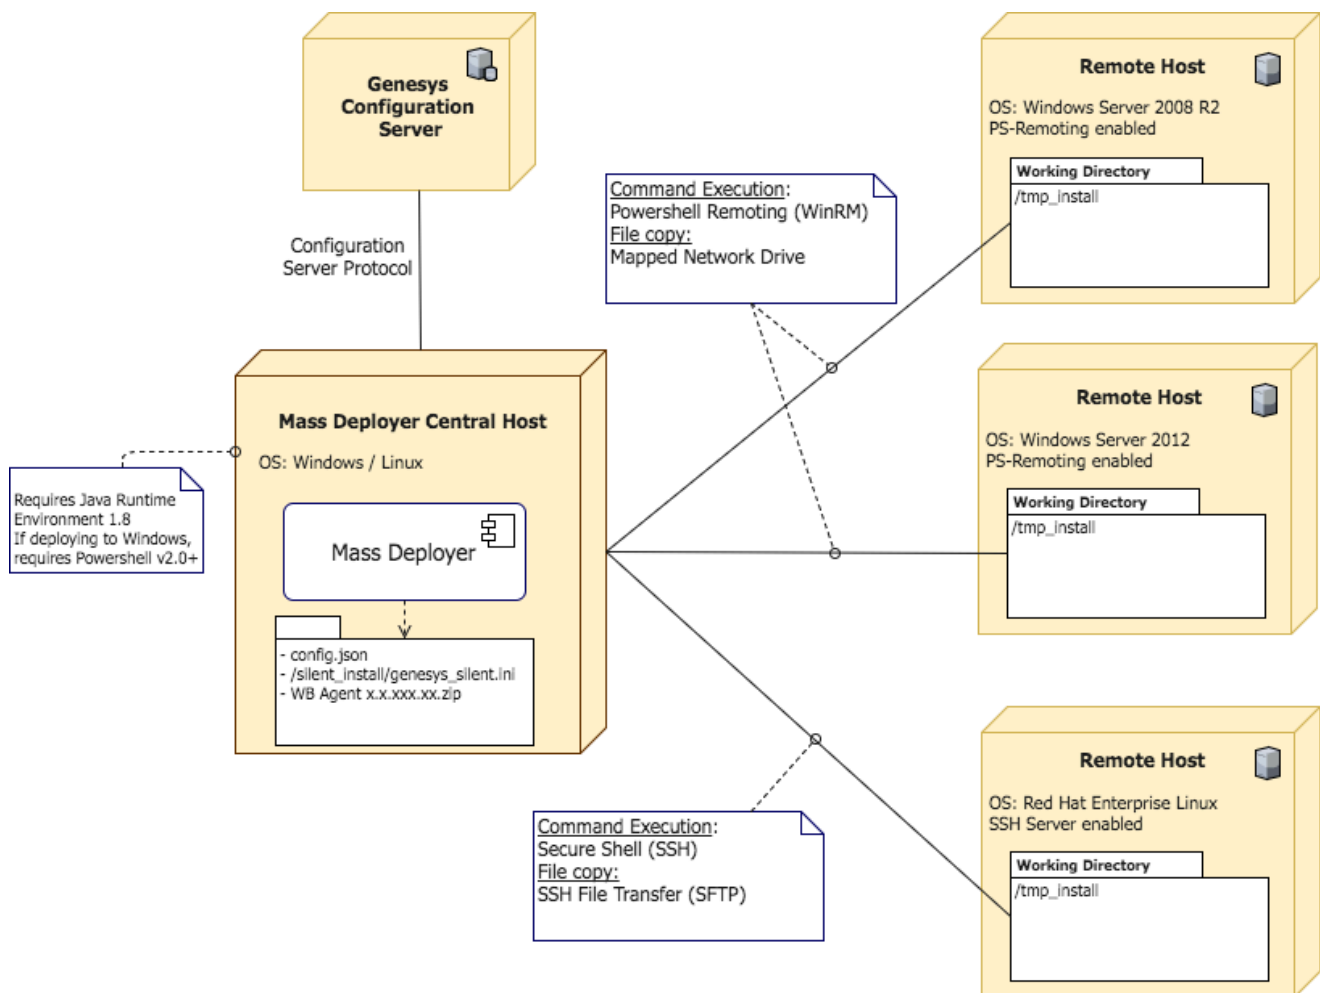 Genesys
Configuration
Server
Configuration
Server Protocol
Command Execution:
Powershell Remoting (WinRM)
File copy:
Mapped Network Drive
Remote Host
OS: Windows Server 2008 R2
PS-Remoting enabled
Working Directory
/tmp_install
Mass Deployer Central Host
OS: Windows / Linux
Mass Deployer
- config.json
- /silent_install/genesys_silent.ini
- WB Agent x.x.xxx.xx.zip
Requires Java Runtime
Environment 1.8
If deploying to Windows,
requires Powershell v2.0+
Remote Host
OS: Windows Server 2012
PS-Remoting enabled
Working Directory
/tmp_install
Command Execution:
Secure Shell (SSH)
File copy:
SSH File Transfer (SFTP)
Remote Host
OS: Red Hat Enterprise Linux
SSH Server enabled
Working Directory
/tmp_install